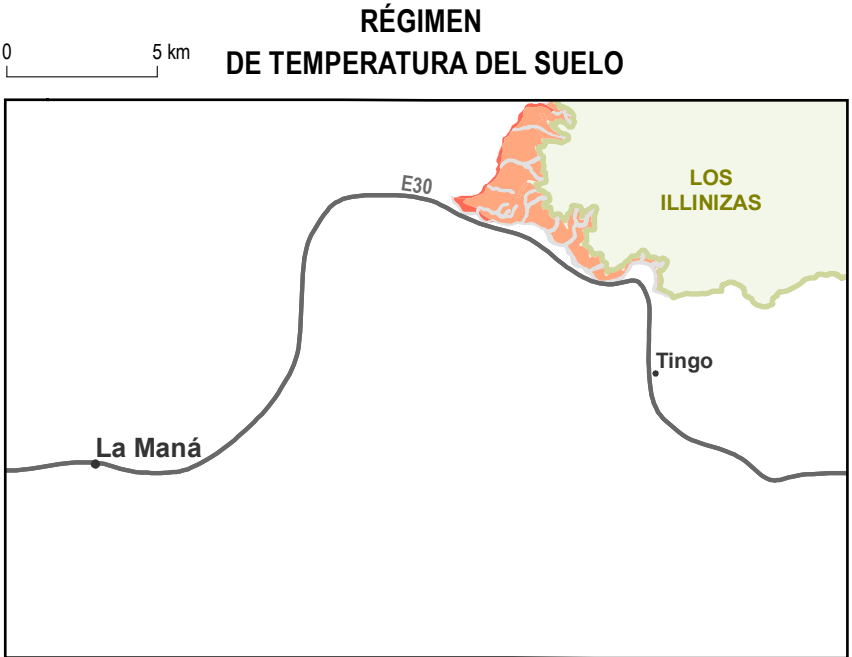 RÉGIMEN
DE TEMPERATURA DEL SUELO
0 5 km
E30
LOS
ILLINIZAS
Tingo
La Maná